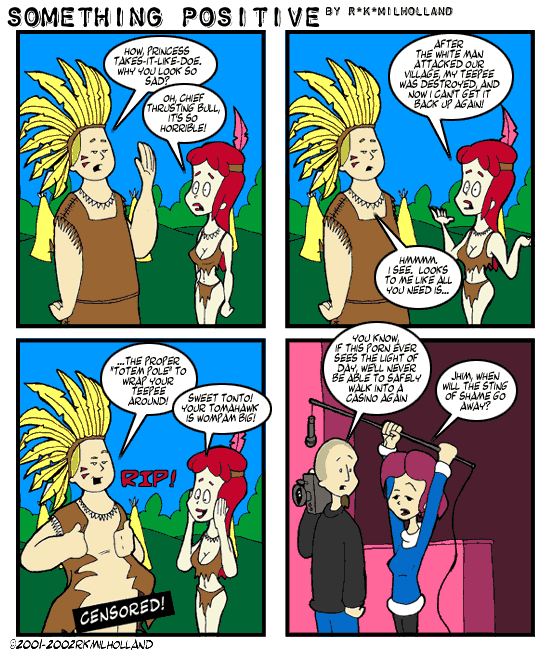 SOMETHING POSITIVE BY R*K*MILHOLLAND
HOW, PRINCESS
TAKES-IT-LIKE-DOE.
WHY YOU LOOK SO
SAD?
OH, CHIEF
THRUSTING BULL,
IT'S SO
HORRIBLE!
AFTER
THE WHITE MAN
ATTACKED OUR
VILLAGE, MY TEEPEE
WAS DESTROYED, AND
NOW I CAN'T GET IT
BACK UP AGAIN!
HMMMM.
I SEE. LOOKS
TO ME LIKE ALL
YOU NEED IS...
...THE PROPER
"TOTEM POLE" TO
WRAP YOUR
TEEPEE
AROUND!
SWEET TONTO!
YOUR TOMAHAWK
IS WOMPAM BIG!
RIP!
CENSORED!
YOU KNOW,
IF THIS PORN EVER
SEES THE LIGHT OF
DAY, WE'LL NEVER
BE ABLE TO SAFELY
WALK INTO A
CASINO AGAIN
JHIM, WHEN
WILL THE STING
OF SHAME GO
AWAY?
©2001-2002RKMILHOLLAND